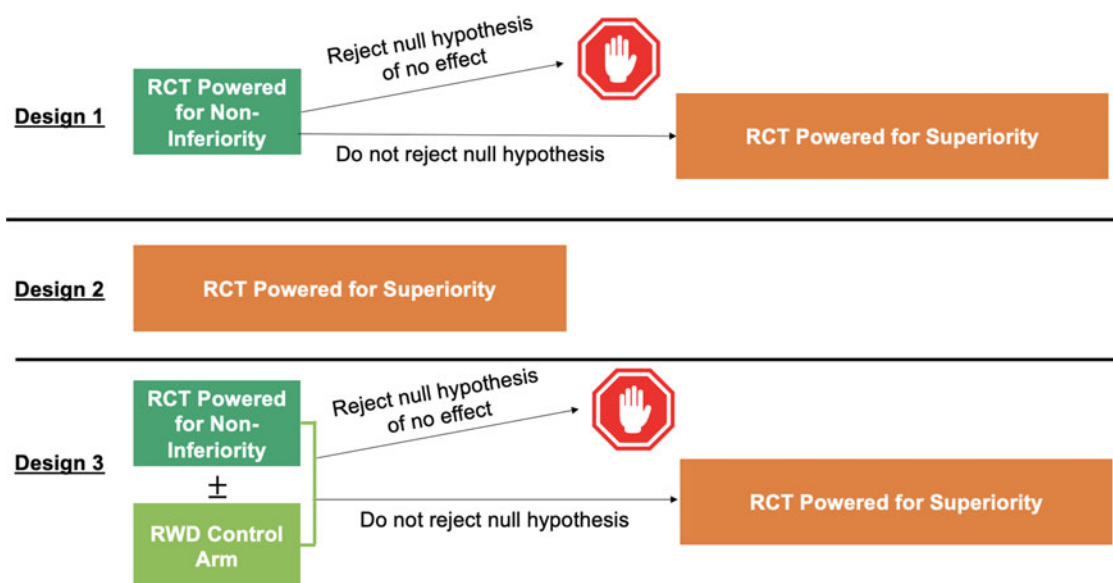 Reject null hypothesis
of no effect
Design 1
RCT Powered
for Non-
Inferiority
RCT Powered for Superiority
Do not reject null hypothesis
Design 2
RCT Powered for Superiority
Design 3
RCT Powered
for Non-
Inferiority
Reject null hypothesis
of no effect
±
RWD Control
Arm
Do not reject null hypothesis
RCT Powered for Superiority